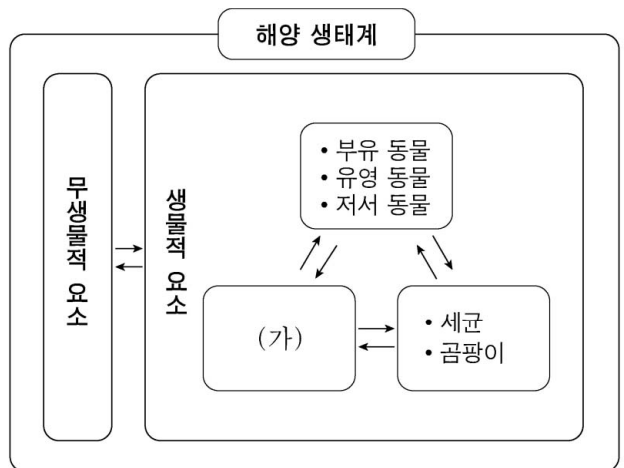 해양 생태계
무생물적 요소
생물적 요소
• 부유 동물
• 유영 동물
• 저서 동물
(가)
• 세균
• 곰팡이